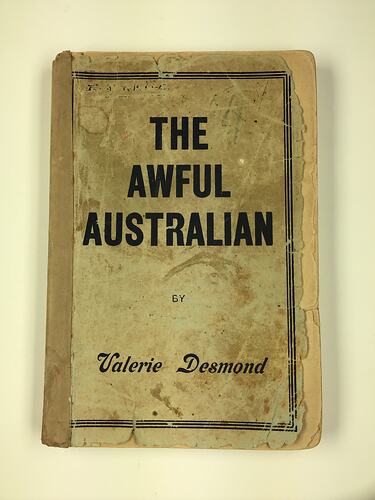 THE
AWFUL
AUSTRALIAN
BY
Valerie Desmond